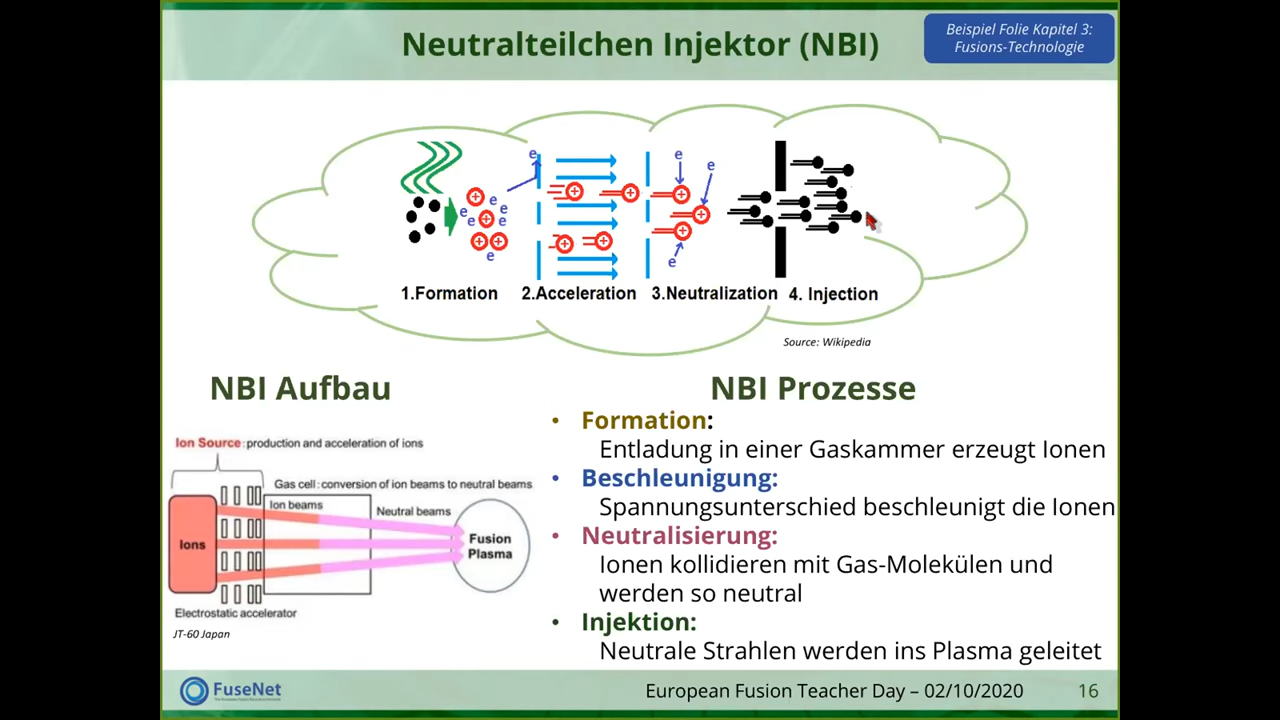 Neutralteilchen Injektor (NBI)
Beispiel Folie Kapitel 3:
Fusions-Technologie
e
e
e
e
e
e
e
e
e
e
1.Formation
2.Acceleration
3.Neutralization
4. Injection
Source: Wikipedia
NBI Aufbau
Ion Source: production and acceleration of ions
Gas cell: conversion of ion beams to neutral beams
Ion beams
Neutral beams
Ions
Fusion
Plasma
Electrostatic accelerator
JT-60 Japan
NBI Prozesse
• Formation:
Entladung in einer Gaskammer erzeugt Ionen
• Beschleunigung:
Spannungsunterschied beschleunigt die Ionen
• Neutralisierung:
Ionen kollidieren mit Gas-Molekülen und
werden so neutral
• Injektion:
Neutrale Strahlen werden ins Plasma geleitet
FuseNet
European Fusion Teacher Day – 02/10/2020
16